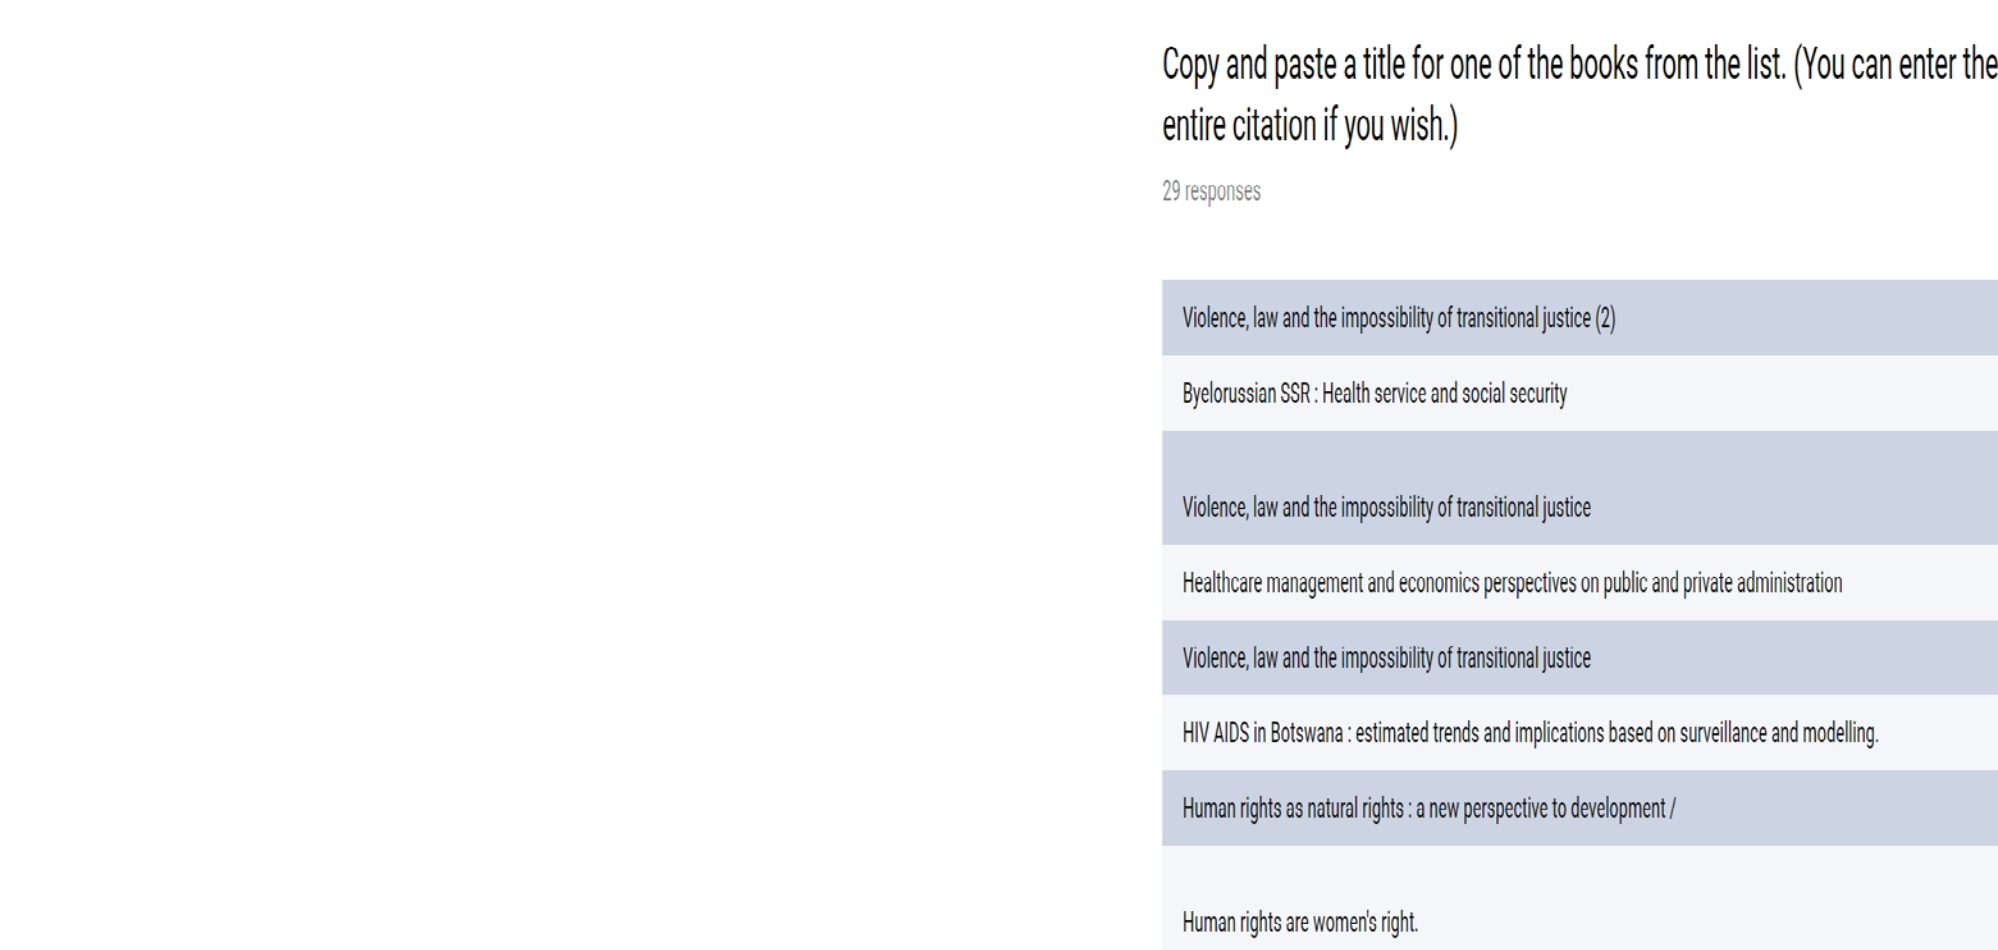 Copy and paste a title for one of the books from the list. (You can enter the
entire citation if you wish.)
29 responses
Violence, law and the impossibility of transitional justice (2)
Byelorussian SSR : Health service and social security
Violence, law and the impossibility of transitional justice
Healthcare management and economics perspectives on public and private administration
Violence, law and the impossibility of transitional justice
HIV AIDS in Botswana : estimated trends and implications based on surveillance and modelling.
Human rights as natural rights : a new perspective to development /
Human rights are women's right.